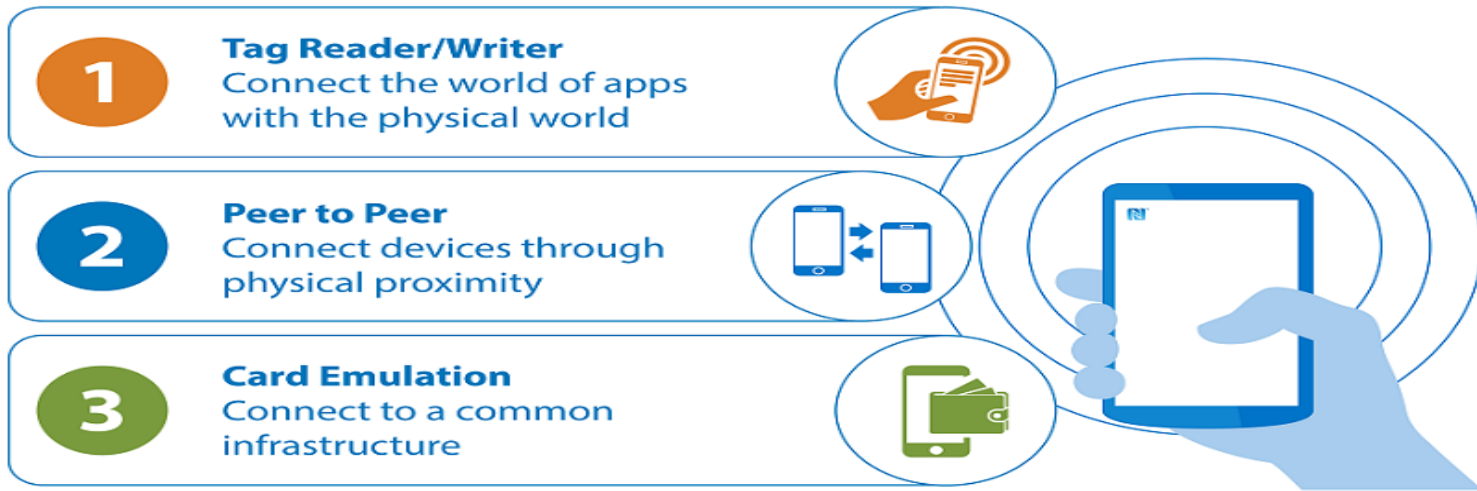 1
Tag Reader/Writer
Connect the world of apps
with the physical world
2
Peer to Peer
Connect devices through
physical proximity
3
Card Emulation
Connect to a common
infrastructure